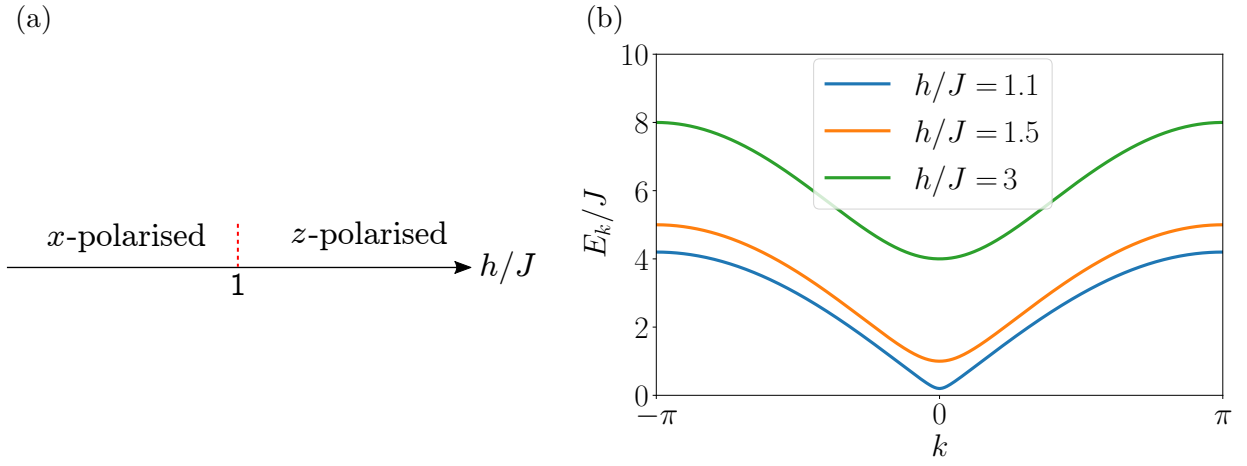 (a)
x-polarised
z-polarised
h/J
1
(b)
10
8
6
4
2
0
E_k/J
h/J = 1.1
h/J = 1.5
h/J = 3
−π
0
π
k